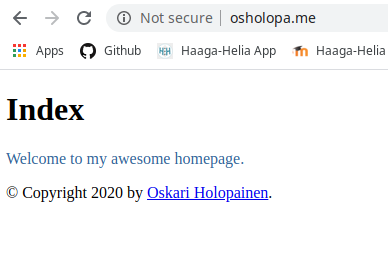 Not secure | osholopa.me
Apps Github Haaga-Helia App Haaga-Helia
Index
Welcome to my awesome homepage.
© Copyright 2020 by Oskari Holopainen.